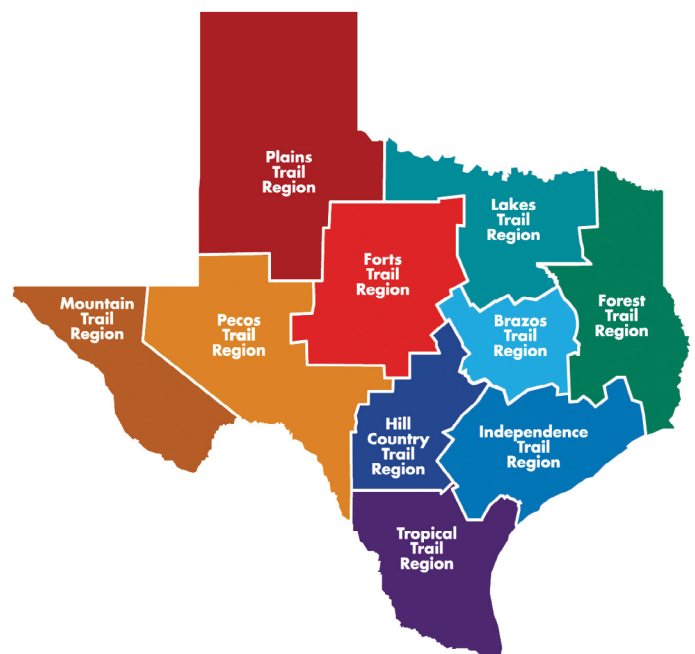 Plains
Trail
Region
Lakes
Trail
Region
Forts
Trail
Region
Mountain
Trail
Region
Pecos
Trail
Region
Brazos
Trail
Region
Forest
Trail
Region
Hill
Country
Trail
Region
Independence
Trail
Region
Tropical
Trail
Region